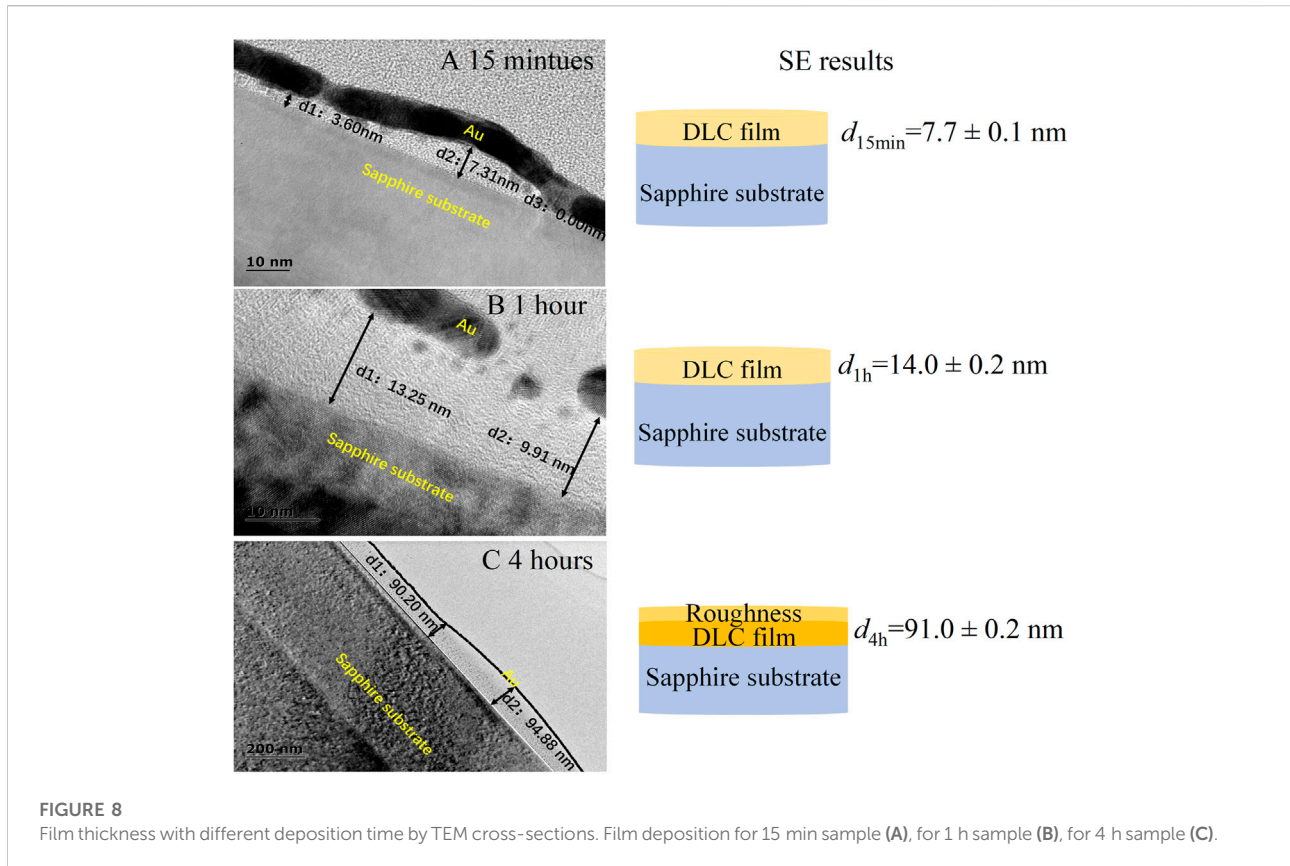 A 15 mintues
d1: 3.60nm
Au
d2: 7.31nm
d3: 0.00nm
Sapphire substrate
10 nm
SE results
DLC film
Sapphire substrate
d15min=7.7 ± 0.1 nm
B 1 hour
Au
d1: 13.25 nm
d2: 9.91 nm
Sapphire substrate
10 nm
DLC film
Sapphire substrate
d1h=14.0 ± 0.2 nm
C 4 hours
d1: 90.20 nm
Au
d2: 94.88 nm
Sapphire substrate
200 nm
Roughness
DLC film
Sapphire substrate
d4h=91.0 ± 0.2 nm
FIGURE 8
Film thickness with different deposition time by TEM cross-sections. Film deposition for 15 min sample (A), for 1 h sample (B), for 4 h sample (C).